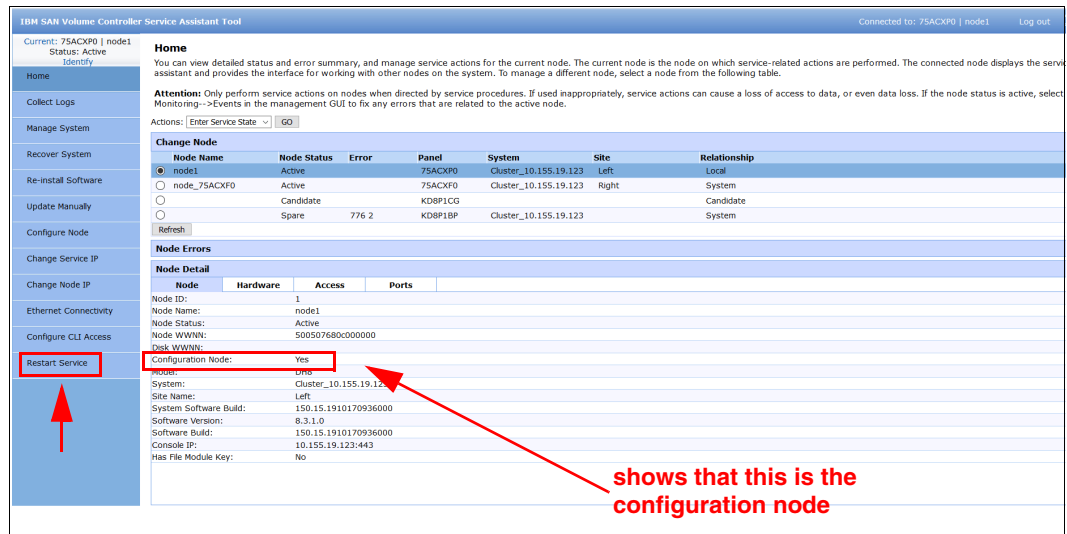 IBM SAN Volume Controller Service Assistant Tool
Connected to: 75ACXP0 | node1 Log out
Current: 75ACXP0 | node1
Status: Active
Identify
Home
Collect Logs
Manage System
Recover System
Re-install Software
Update Manually
Configure Node
Change Service IP
Change Node IP
Ethernet Connectivity
Configure CLI Access
Restart Service
Home
You can view detailed status and error summary, and manage service actions for the current node. The current node is the node on which service-related actions are performed. The connected node displays the servic
assistant and provides the interface for working with other nodes on the system. To manage a different node, select a node from the following table.
Attention: Only perform service actions on nodes when directed by service procedures. If used inappropriately, service actions can cause a loss of access to data, or even data loss. If the node status is active, select
Monitoring-->Events in the management GUI to fix any errors that are related to the active node.
Actions: Enter Service State GO
Change Node
Node Name Node Status Error Panel System Site Relationship
node1 Active 75ACXP0 Cluster_10.155.19.123 Left Local
node_75ACXF0 Active 75ACXF0 Cluster_10.155.19.123 Right System
Candidate KD8P1CG Candidate
Spare 776 2 KD8P1BP Cluster_10.155.19.123 System
Refresh
Node Errors
Node Detail
Node Hardware Access Ports
Node ID: 1
Node Name: node1
Node Status: Active
Node WWNN: 500507680c000000
Disk WWNN:
Configuration Node: Yes
Model: DH8
System: Cluster_10.155.19.123
Site Name: Left
System Software Build: 150.15.1910170936000
Software Version: 8.3.1.0
Software Build: 150.15.1910170936000
Console IP: 10.155.19.123:443
Has File Module Key: No
shows that this is the
configuration node